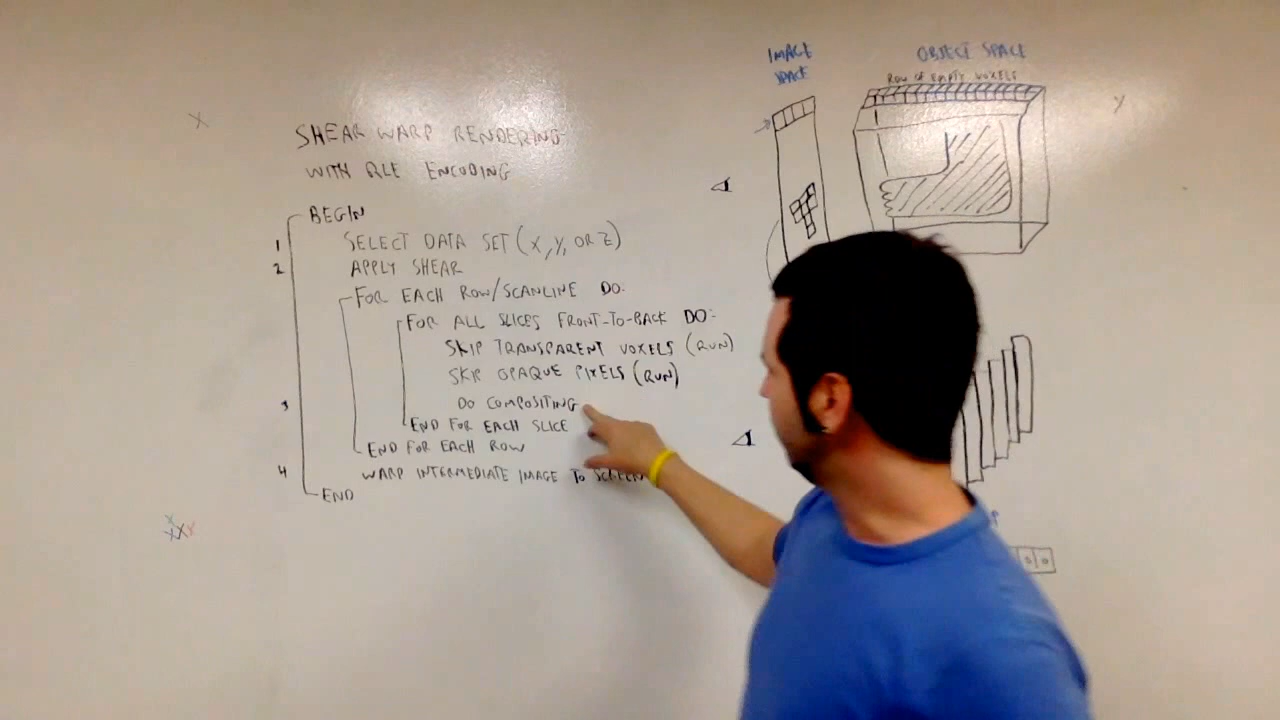 SHEAR WARP RENDERING
WITH RLE ENCODING
BEGIN
1 SELECT DATA SET (X, Y, OR Z)
2 APPLY SHEAR
FOR EACH ROW/SCANLINE DO:
FOR ALL SLICES FRONT-TO-BACK DO:
SKIP TRANSPARENT VOXELS (RUN)
SKIP OPAQUE PIXELS (RUN)
3 DO COMPOSITING
END FOR EACH SLICE
END FOR EACH ROW
4 WARP INTERMEDIATE IMAGE TO SCREEN
END
IMAGE
SPACE
OBJECT SPACE
ROW OF EMPTY VOXELS
X
Y